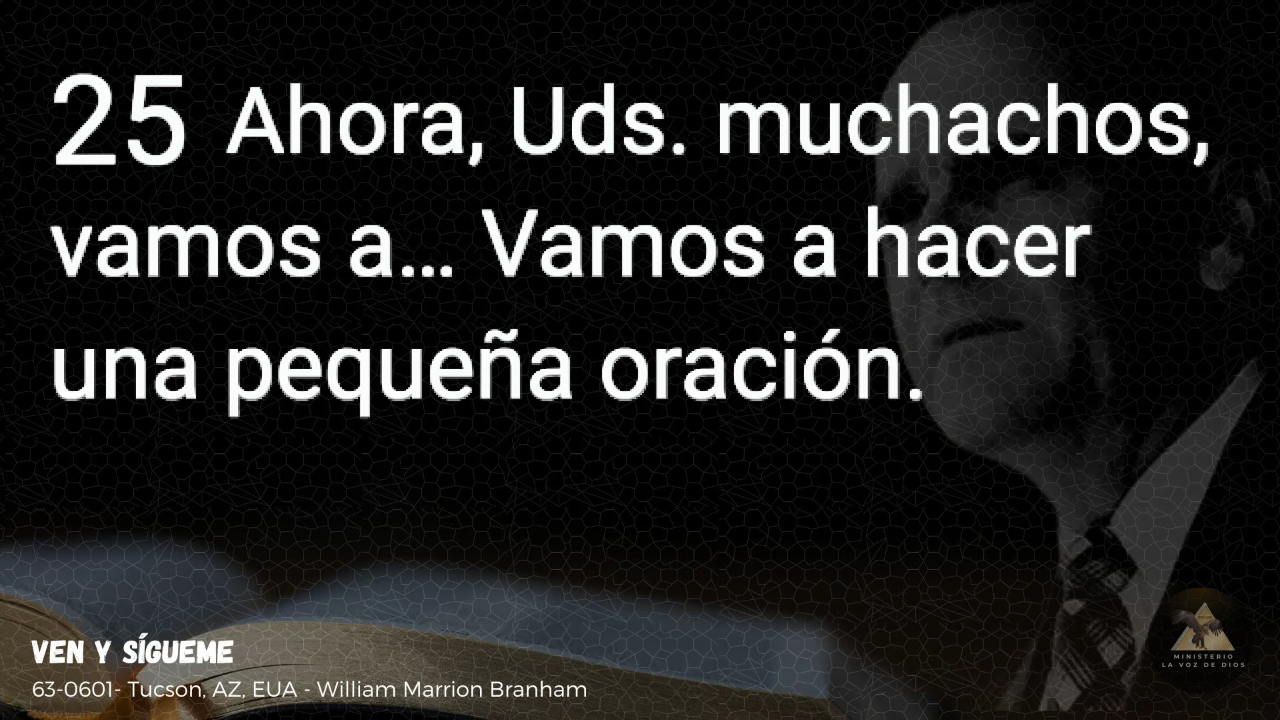 25 Ahora, Uds. muchachos,
vamos a... Vamos a hacer
una pequeña oración.
VEN Y SÍGUEME
63-0601- Tucson, AZ, EUA - William Marrion Branham
MINISTERIO
LA VOZ DE DIOS